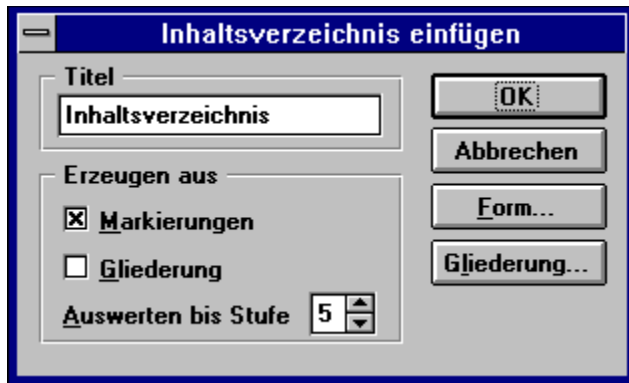 Inhaltsverzeichnis einfügen
Titel
Inhaltsverzeichnis
Erzeugen aus
Markierungen
Gliederung
Auswerten bis Stufe 5
OK
Abbrechen
Form...
Gliederung...